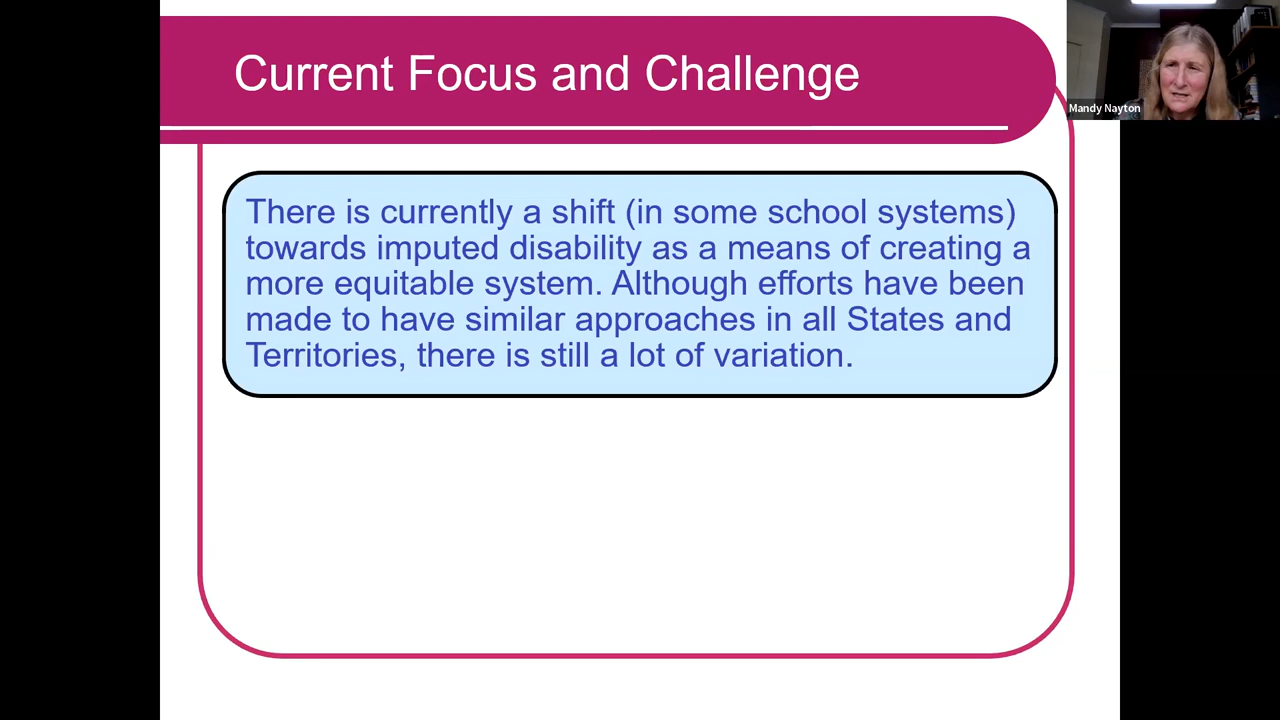 Current Focus and Challenge
Mandy Nayton
There is currently a shift (in some school systems)
towards imputed disability as a means of creating a
more equitable system. Although efforts have been
made to have similar approaches in all States and
Territories, there is still a lot of variation.